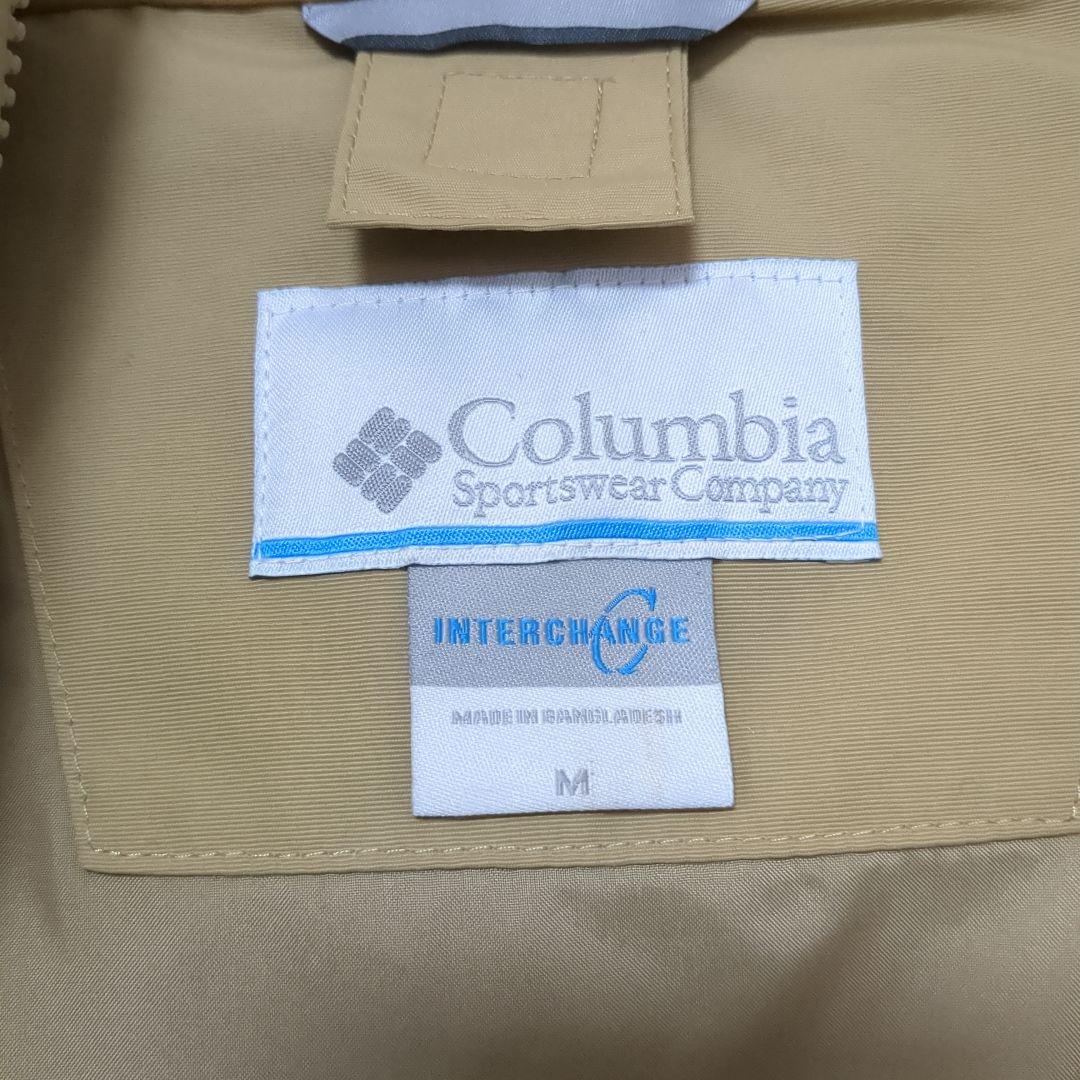 Columbia
Sportswear Company
INTERCHANGE
MADE IN BANGLADESH
M